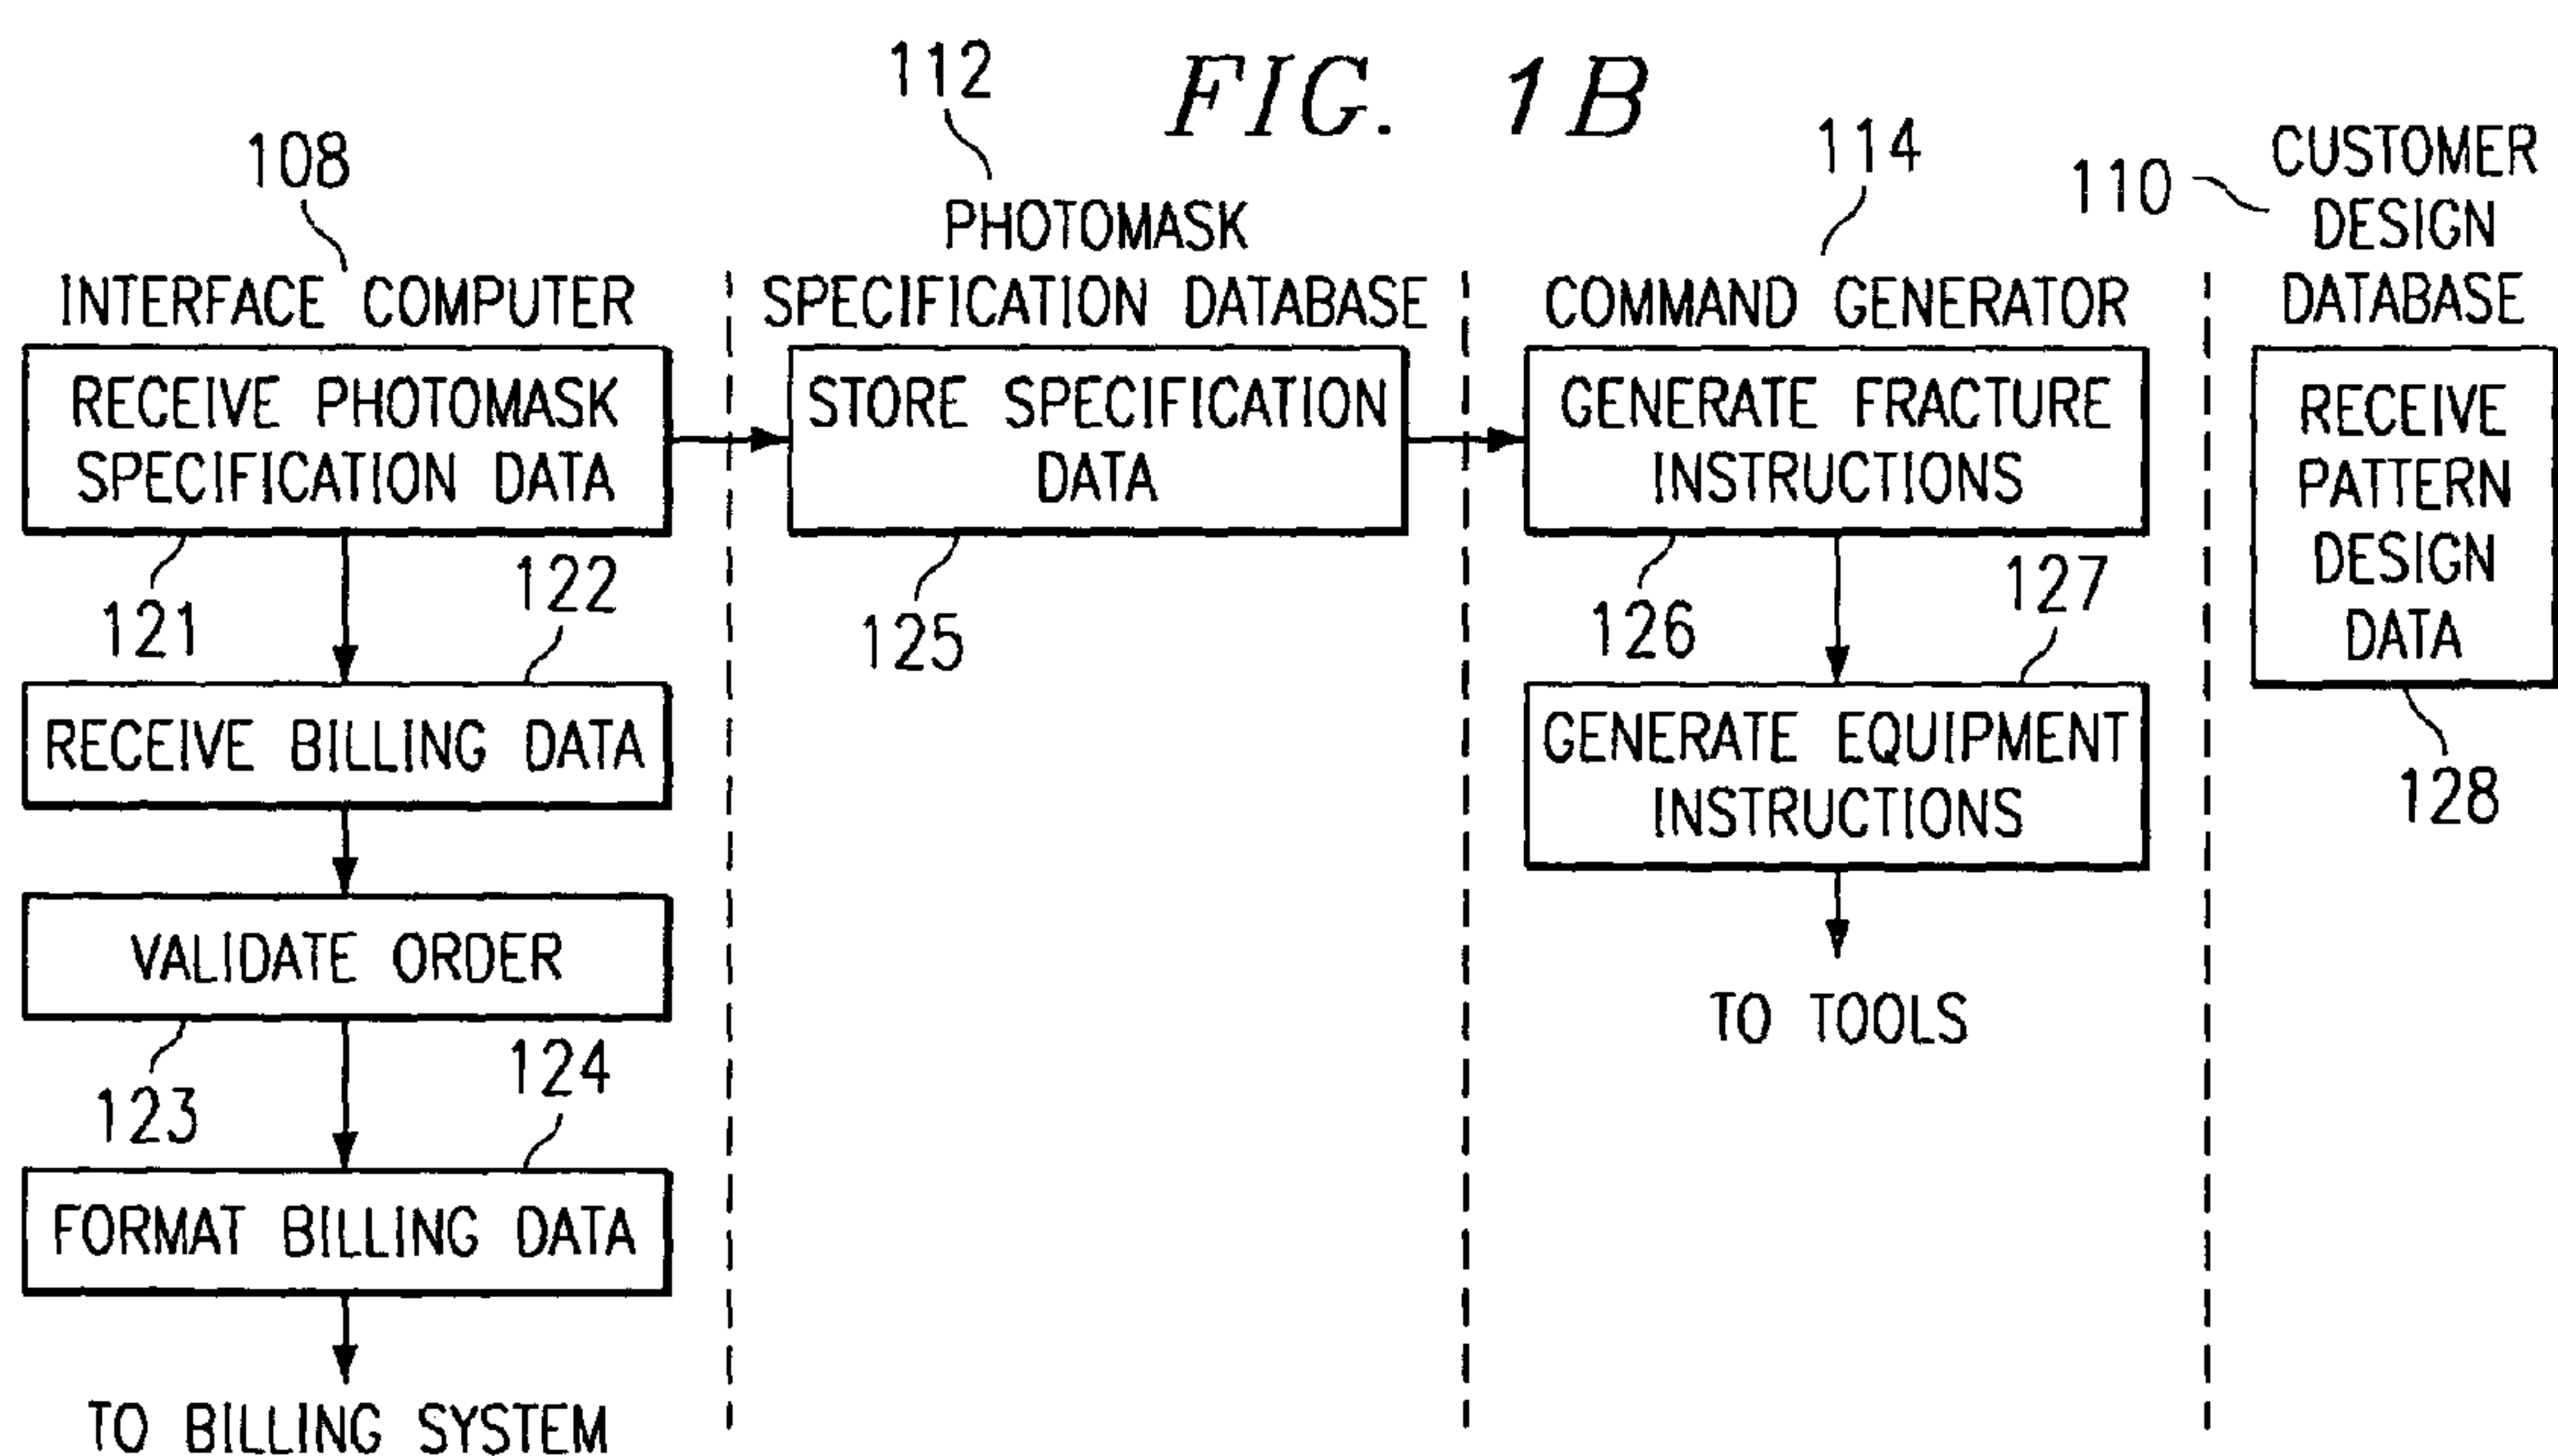 FIG. 1B
108
INTERFACE COMPUTER
RECEIVE PHOTOMASK
SPECIFICATION DATA
121
122
RECEIVE BILLING DATA
VALIDATE ORDER
123
124
FORMAT BILLING DATA
TO BILLING SYSTEM
112
PHOTOMASK
SPECIFICATION DATABASE
STORE SPECIFICATION
DATA
125
114
COMMAND GENERATOR
GENERATE FRACTURE
INSTRUCTIONS
126
127
GENERATE EQUIPMENT
INSTRUCTIONS
TO TOOLS
110
CUSTOMER
DESIGN
DATABASE
RECEIVE
PATTERN
DESIGN
DATA
128